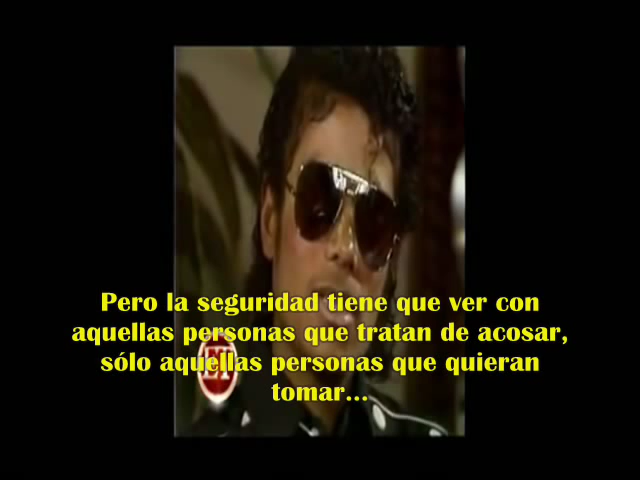 Pero la seguridad tiene que ver con
aquellas personas que tratan de acosar,
sólo aquellas personas que quieran
tomar...
ET